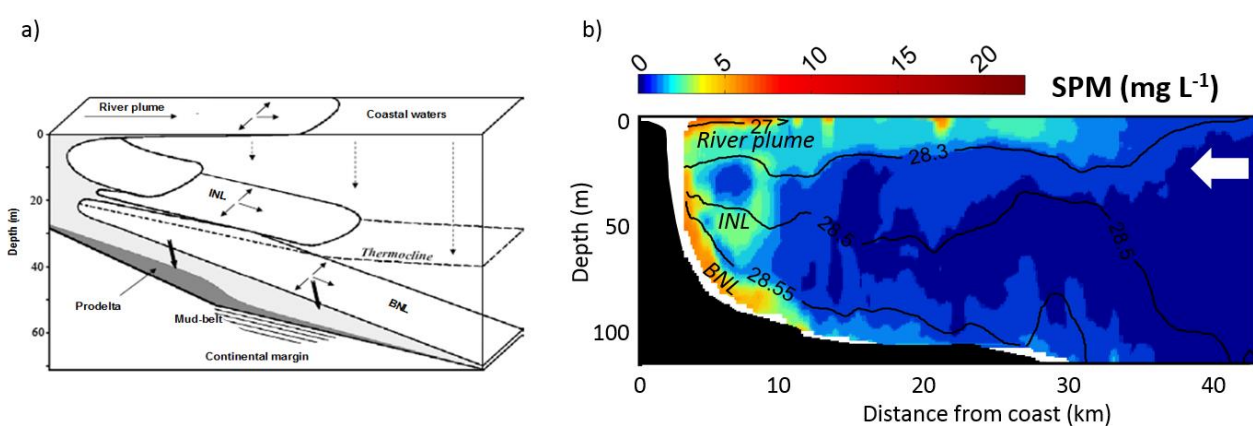 a)
River plume
Coastal waters
0
20
40
60
Depth (m)
INL
Thermocline
BNL
Prodelta
Mud-belt
Continental margin
b)
0
5
10
15
20
SPM (mg L-1)
0
50
100
Depth (m)
27
River plume
28.3
INL
28.5
28.5
BNL
28.55
0
10
20
30
40
Distance from coast (km)